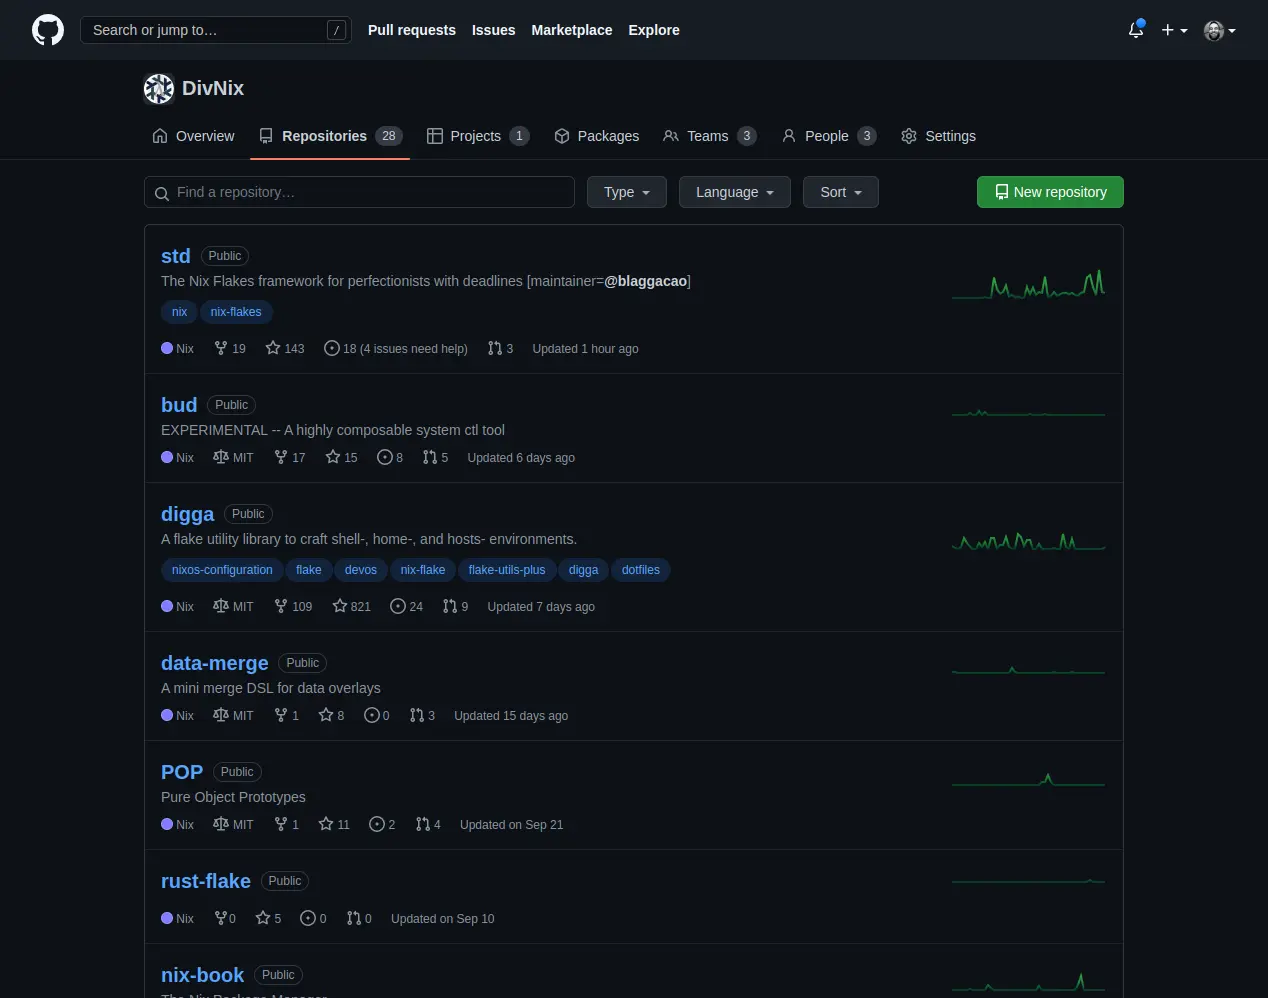 Search or jump to… /
Pull requests Issues Marketplace Explore
DivNix
Overview Repositories 28 Projects 1 Packages Teams 3 People 3 Settings
Find a repository… Type Language Sort New repository
std Public
The Nix Flakes framework for perfectionists with deadlines [maintainer=@blaggacao]
nix nix-flakes
Nix 19 143 18 (4 issues need help) 3 Updated 1 hour ago
bud Public
EXPERIMENTAL -- A highly composable system ctl tool
Nix MIT 17 15 8 5 Updated 6 days ago
digga Public
A flake utility library to craft shell-, home-, and hosts- environments.
nixos-configuration flake devos nix-flake flake-utils-plus digga dotfiles
Nix MIT 109 821 24 9 Updated 7 days ago
data-merge Public
A mini merge DSL for data overlays
Nix MIT 1 8 0 3 Updated 15 days ago
POP Public
Pure Object Prototypes
Nix MIT 1 11 2 4 Updated on Sep 21
rust-flake Public
Nix 0 5 0 0 Updated on Sep 10
nix-book Public
The Nix Package Manager